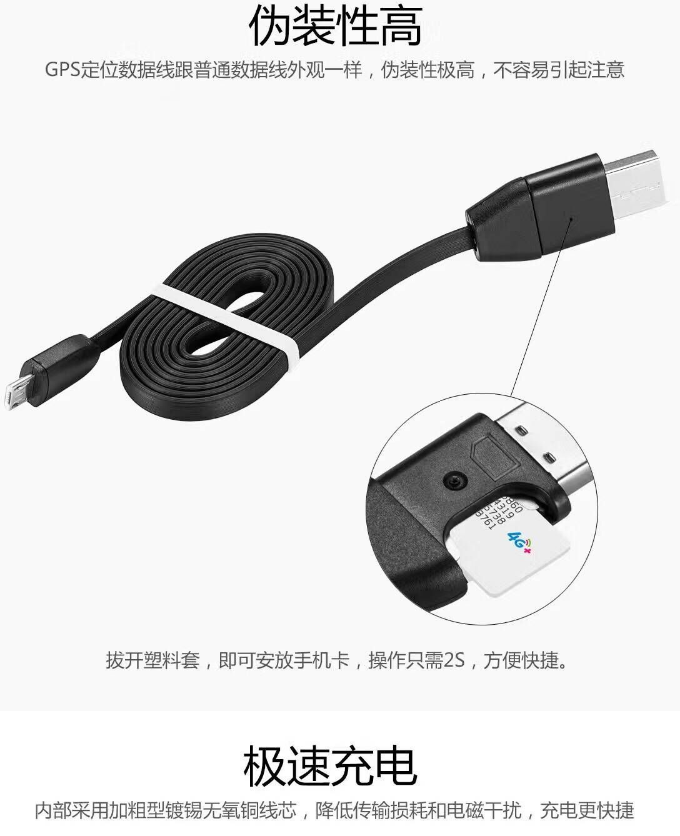 伪装性高
GPS定位数据线跟普通数据线外观一样，伪装性极高，不容易引起注意
3860
4319
5738
3761
4G+
拔开塑料套，即可安放手机卡，操作只需2S，方便快捷。
极速充电
内部采用加粗型镀锡无氧铜线芯，降低传输损耗和电磁干扰，充电更快捷